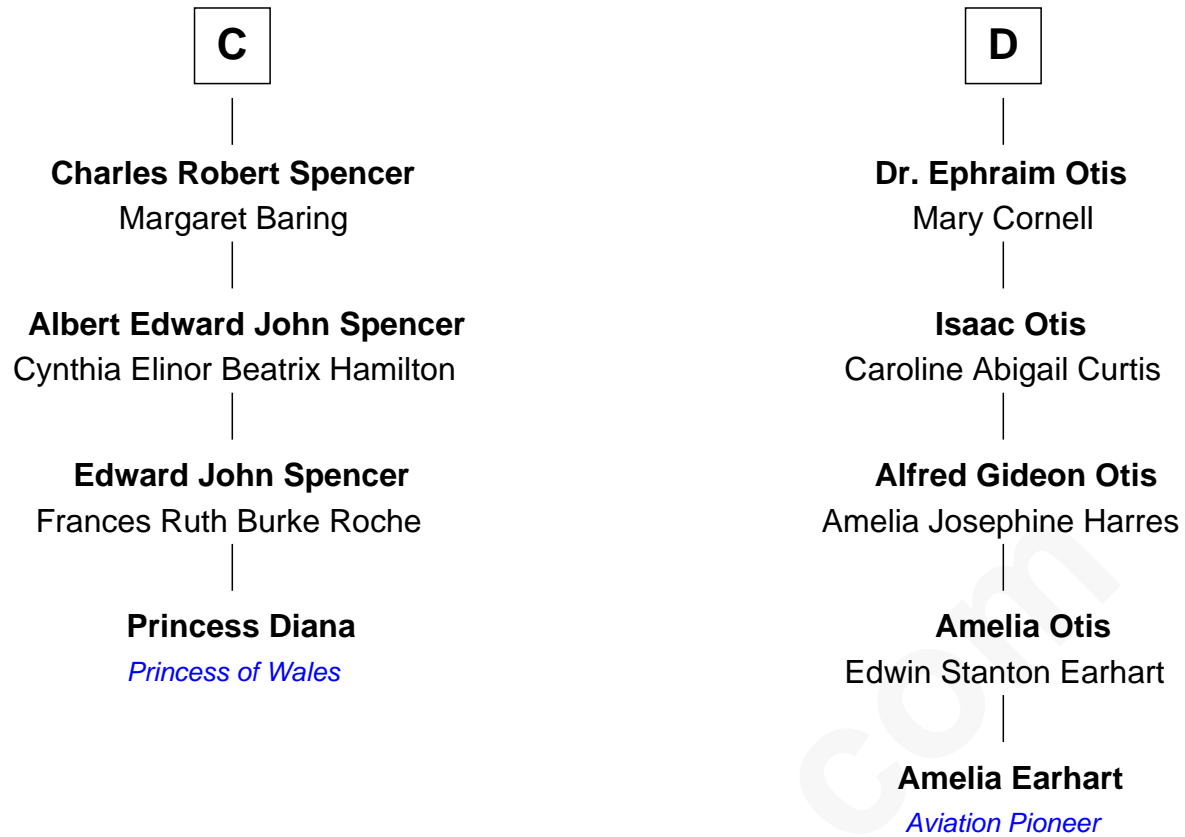 C
Charles Robert Spencer
Margaret Baring
Albert Edward John Spencer
Cynthia Elinor Beatrix Hamilton
Edward John Spencer
Frances Ruth Burke Roche
Princess Diana
Princess of Wales
D
Dr. Ephraim Otis
Mary Cornell
Isaac Otis
Caroline Abigail Curtis
Alfred Gideon Otis
Amelia Josephine Harres
Amelia Otis
Edwin Stanton Earhart
Amelia Earhart
Aviation Pioneer
com